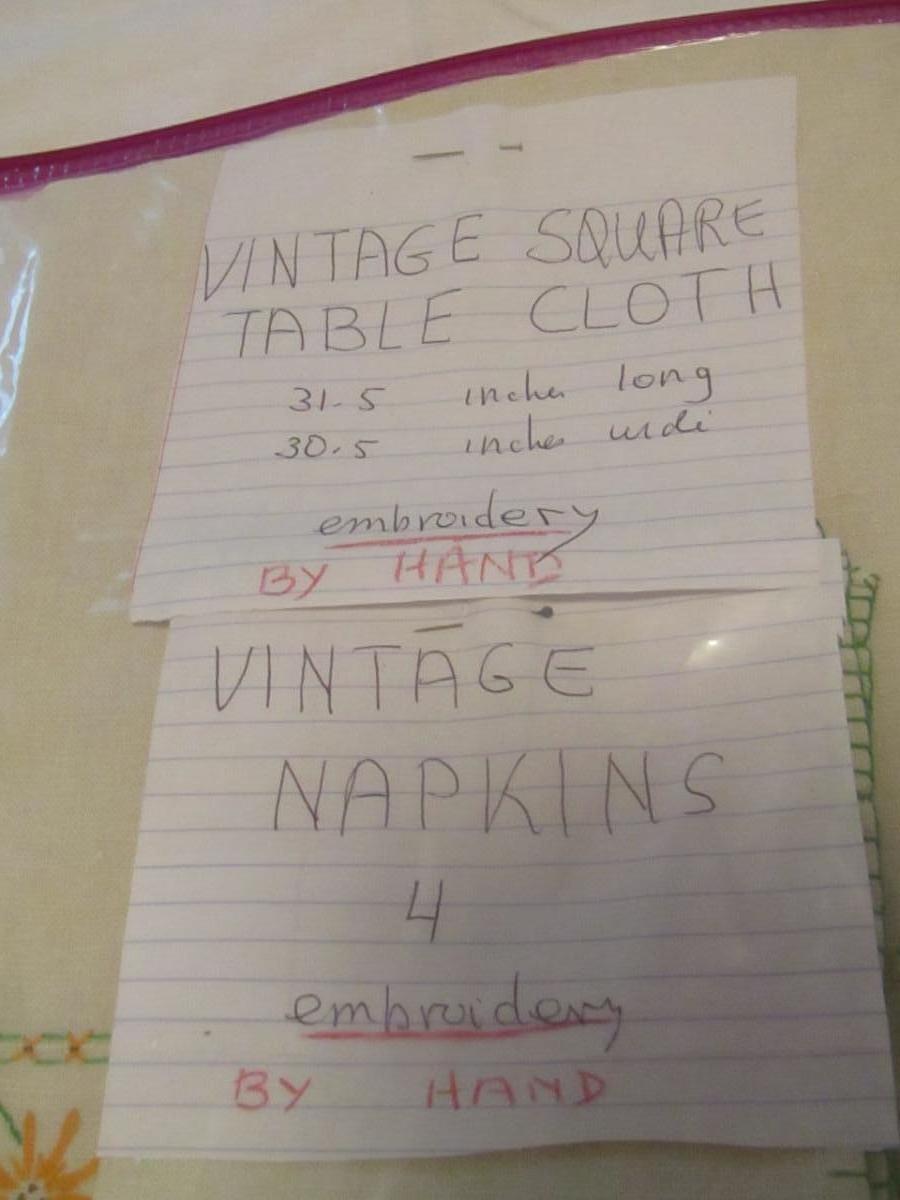 VINTAGE SQUARE
TABLE CLOTH
31.5 inches long
30.5 inches wide
embroidery
BY HAND
VINTAGE
NAPKINS
4
embroidery
BY HAND